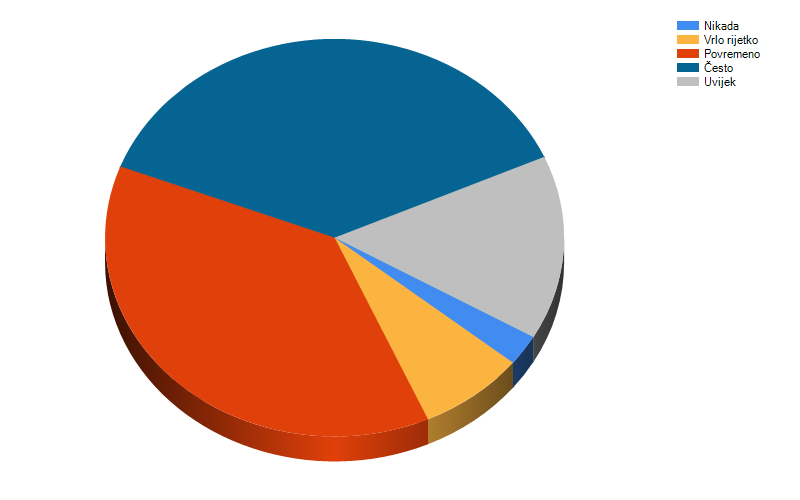 Nikada
Vrlo rijetko
Povremeno
Često
Uvijek